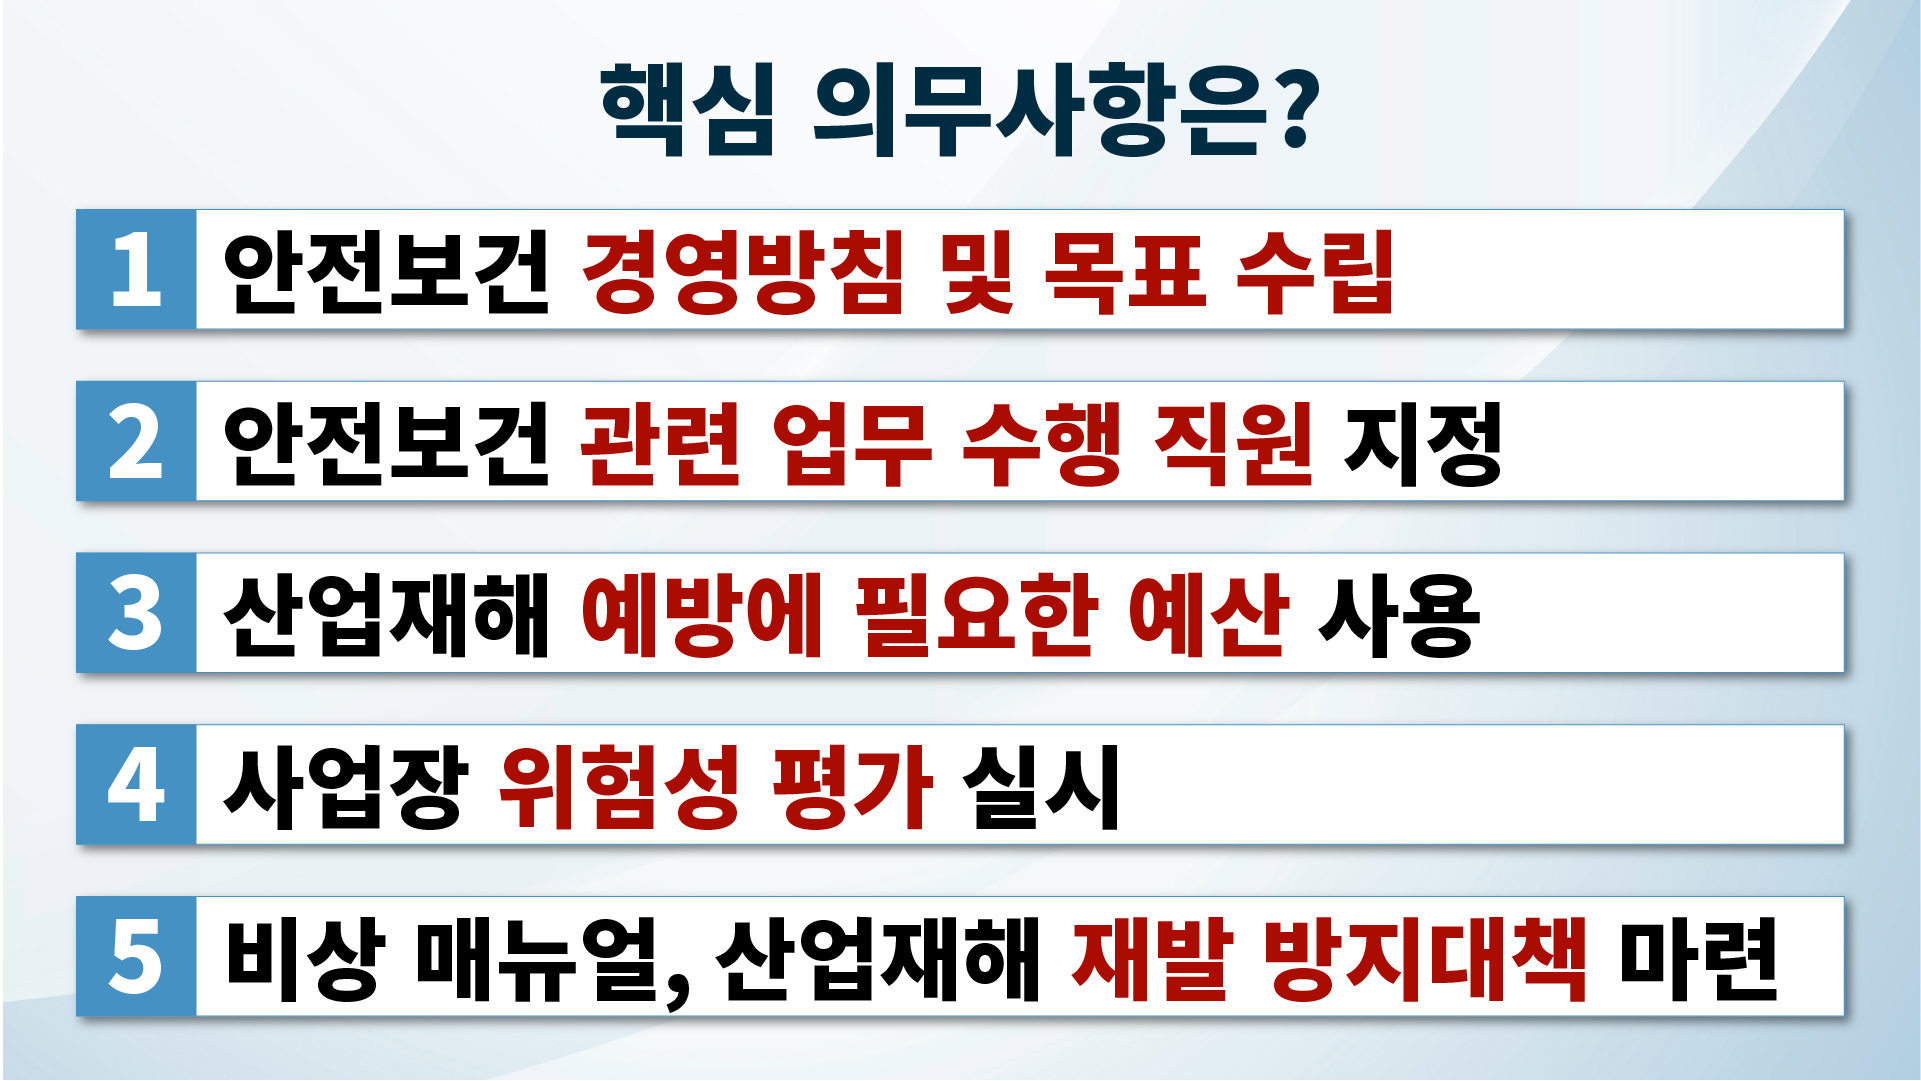 핵심 의무사항은?
1 안전보건 경영방침 및 목표 수립
2 안전보건 관련 업무 수행 직원 지정
3 산업재해 예방에 필요한 예산 사용
4 사업장 위험성 평가 실시
5 비상 매뉴얼, 산업재해 재발 방지대책 마련